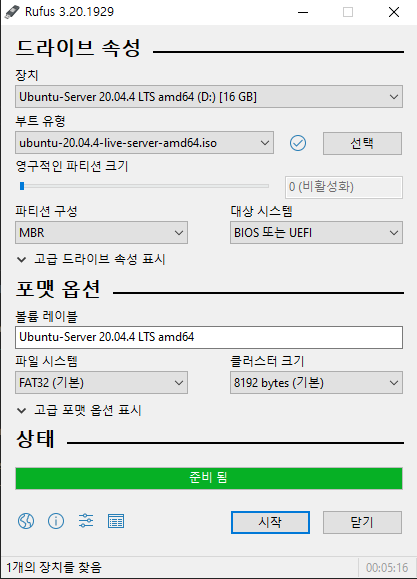 Rufus 3.20.1929
드라이브 속성
장치
Ubuntu-Server 20.04.4 LTS amd64 (D:) [16 GB]
부트 유형
ubuntu-20.04.4-live-server-amd64.iso
선택
영구적인 파티션 크기
0 (비활성화)
파티션 구성
대상 시스템
MBR
BIOS 또는 UEFI
고급 드라이브 속성 표시
포맷 옵션
볼륨 레이블
Ubuntu-Server 20.04.4 LTS amd64
파일 시스템
클러스터 크기
FAT32 (기본)
8192 bytes (기본)
고급 포맷 옵션 표시
상태
준비 됨
시작
닫기
1개의 장치를 찾음
00:05:16